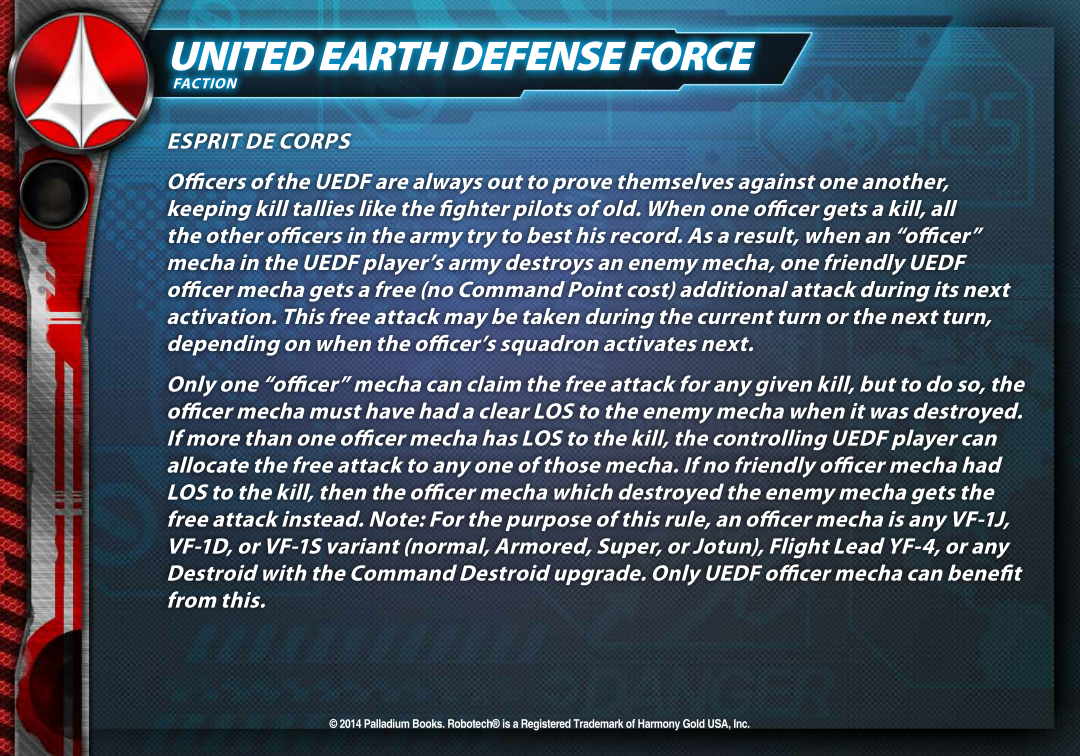 UNITED EARTH DEFENSE FORCE
FACTION
9.25
ESPRIT DE CORPS
Officers of the UEDF are always out to prove themselves against one another,
keeping kill tallies like the fighter pilots of old. When one officer gets a kill, all
the other officers in the army try to best his record. As a result, when an “officer”
mecha in the UEDF player’s army destroys an enemy mecha, one friendly UEDF
officer mecha gets a free (no Command Point cost) additional attack during its next
activation. This free attack may be taken during the current turn or the next turn,
depending on when the officer’s squadron activates next.
Only one “officer” mecha can claim the free attack for any given kill, but to do so, the
officer mecha must have had a clear LOS to the enemy mecha when it was destroyed.
If more than one officer mecha has LOS to the kill, the controlling UEDF player can
allocate the free attack to any one of those mecha. If no friendly officer mecha had
LOS to the kill, then the officer mecha which destroyed the enemy mecha gets the
free attack instead. Note: For the purpose of this rule, an officer mecha is any VF-1J,
VF-1D, or VF-1S variant (normal, Armored, Super, or Jotun), Flight Lead YF-4, or any
Destroid with the Command Destroid upgrade. Only UEDF officer mecha can benefit
from this.
DANGER
© 2014 Palladium Books. Robotech® is a Registered Trademark of Harmony Gold USA, Inc.